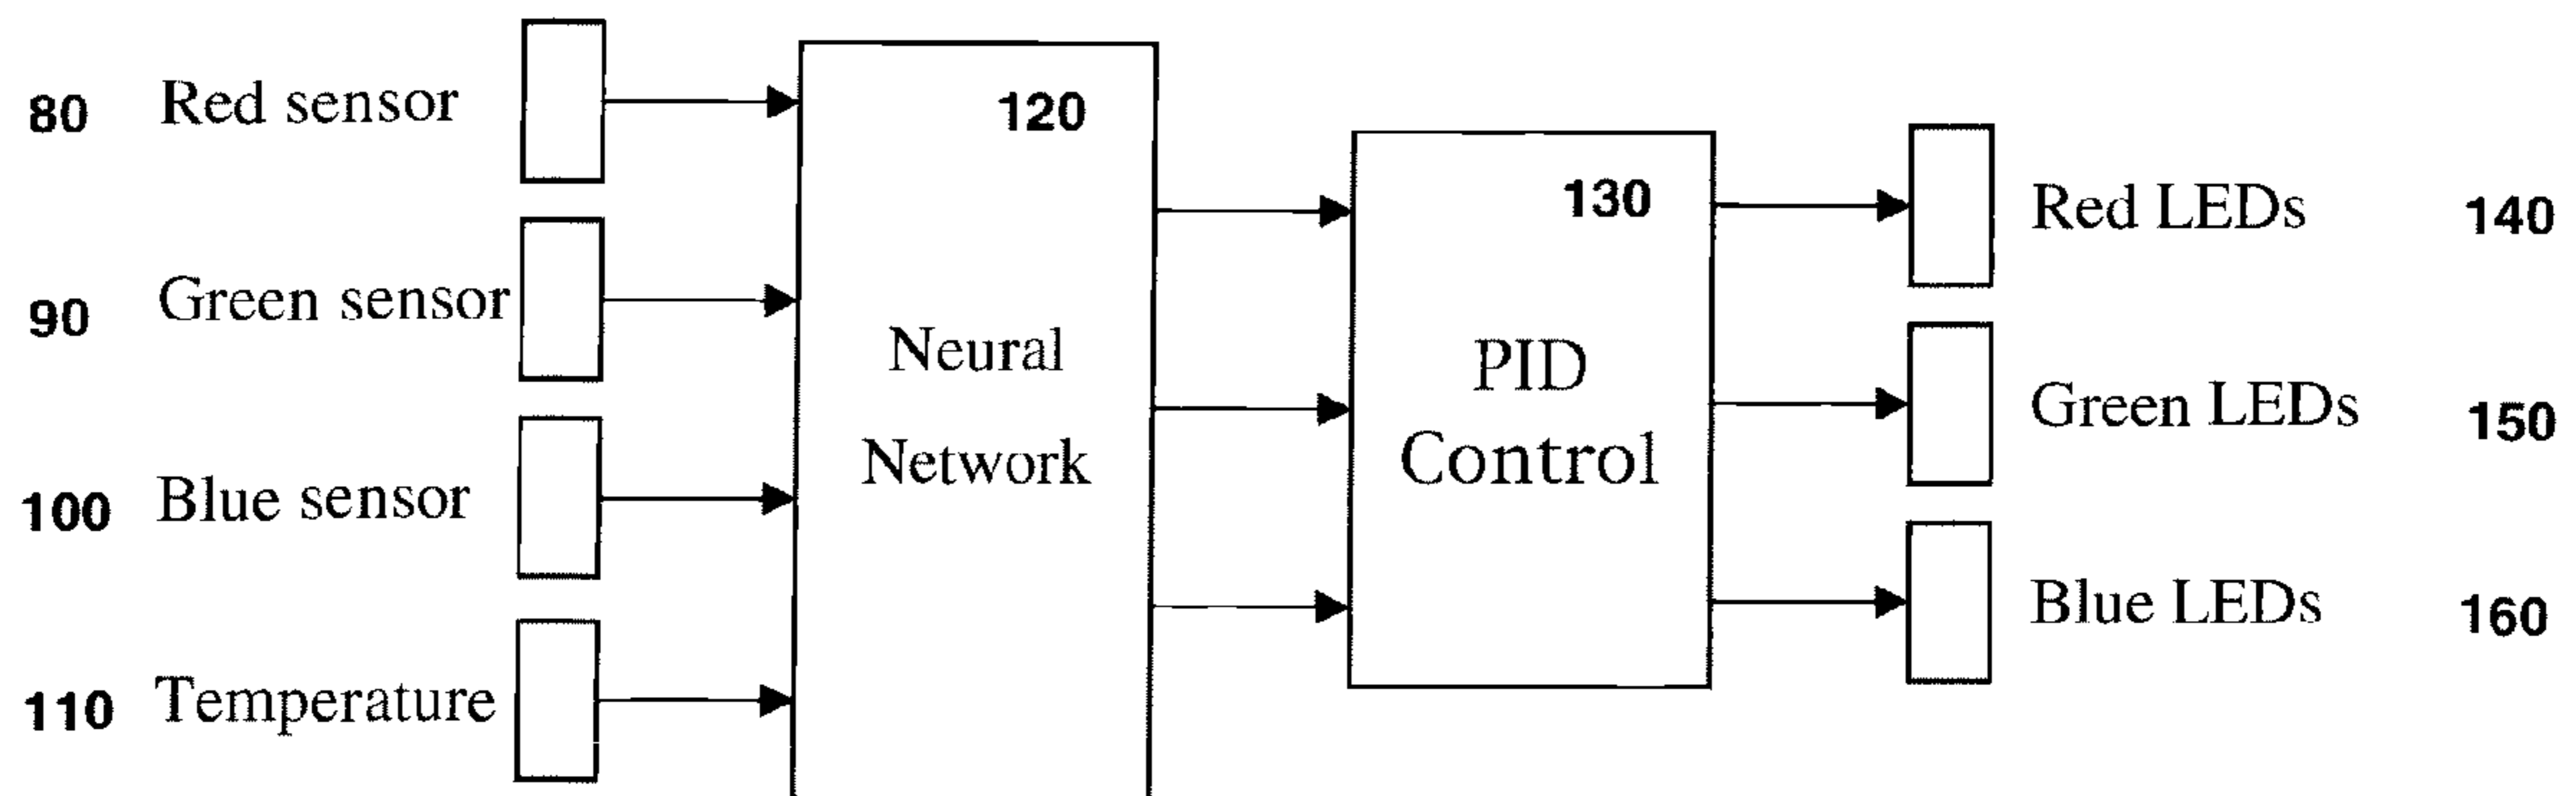 80 Red sensor
90 Green sensor
100 Blue sensor
110 Temperature
120
Neural
Network
130
PID
Control
Red LEDs 140
Green LEDs 150
Blue LEDs 160